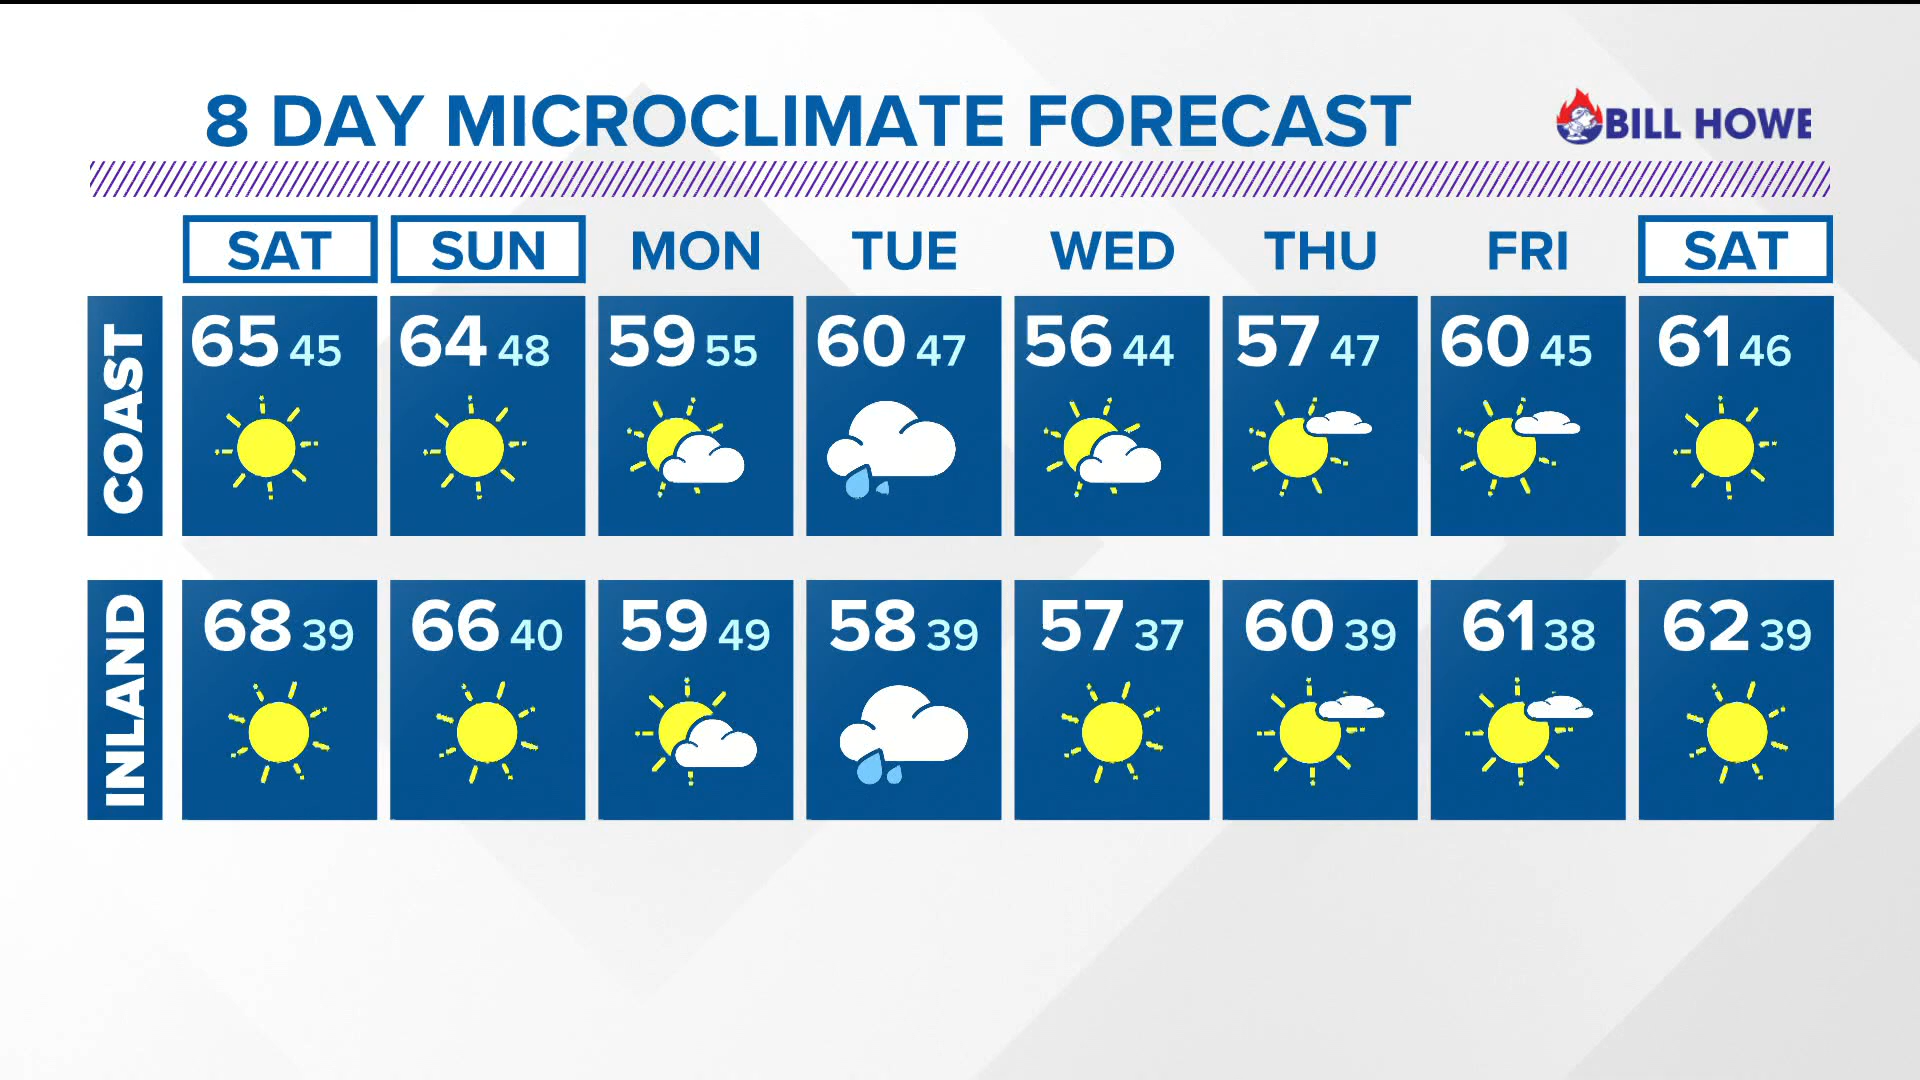 8 DAY MICROCLIMATE FORECAST
BILL HOWE
SAT SUN MON TUE WED THU FRI SAT
COAST
65 45 64 48 59 55 60 47 56 44 57 47 60 45 61 46
INLAND
68 39 66 40 59 49 58 39 57 37 60 39 61 38 62 39